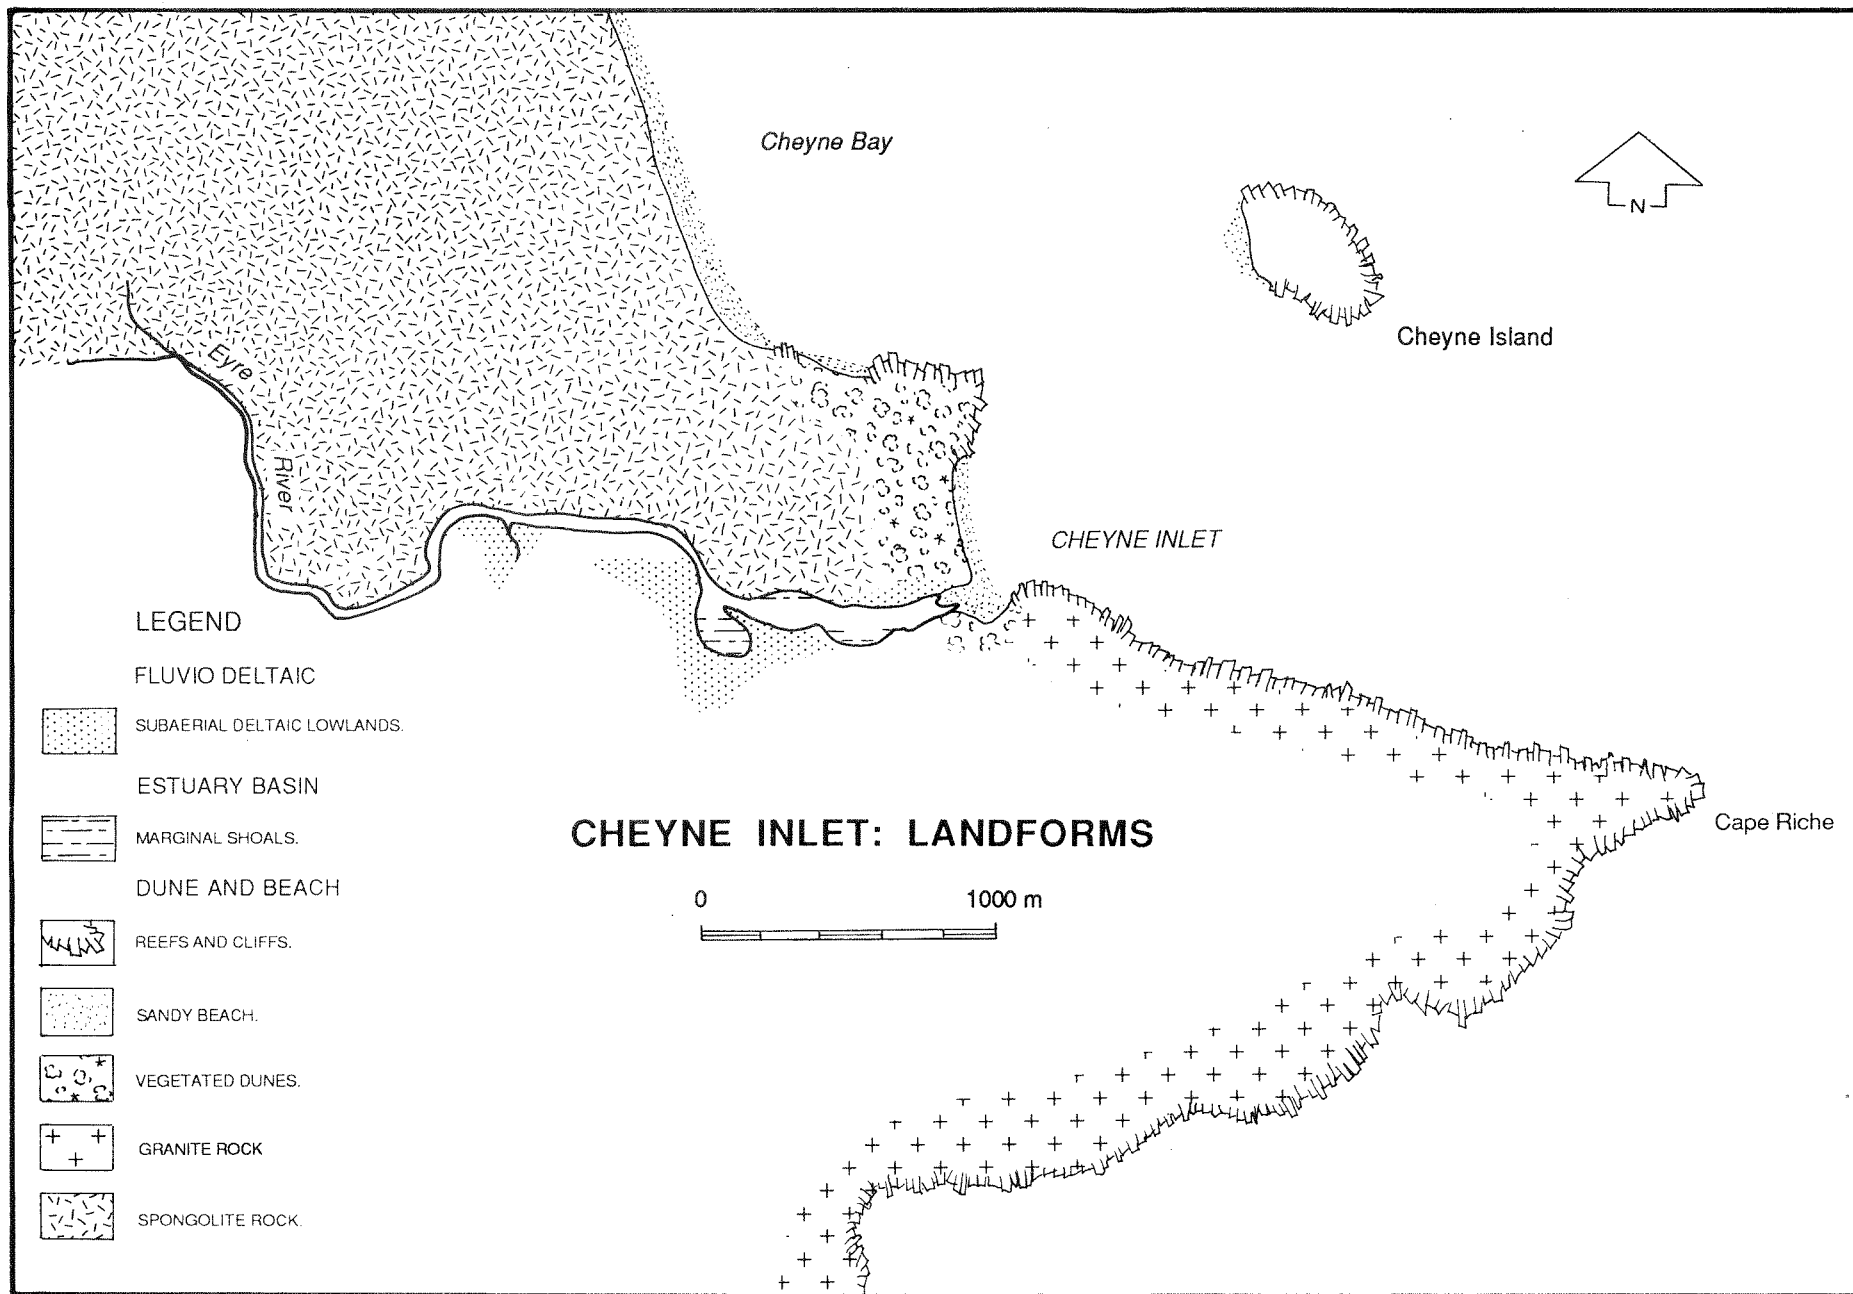 Cheyne Bay
N
Cheyne Island
Eyre
River
CHEYNE INLET
LEGEND
FLUVIO DELTAIC
SUBAERIAL DELTAIC LOWLANDS.
ESTUARY BASIN
MARGINAL SHOALS.
DUNE AND BEACH
REEFS AND CLIFFS.
SANDY BEACH.
VEGETATED DUNES.
GRANITE ROCK
SPONGOLITE ROCK.
CHEYNE INLET: LANDFORMS
0 1000 m
Cape Riche